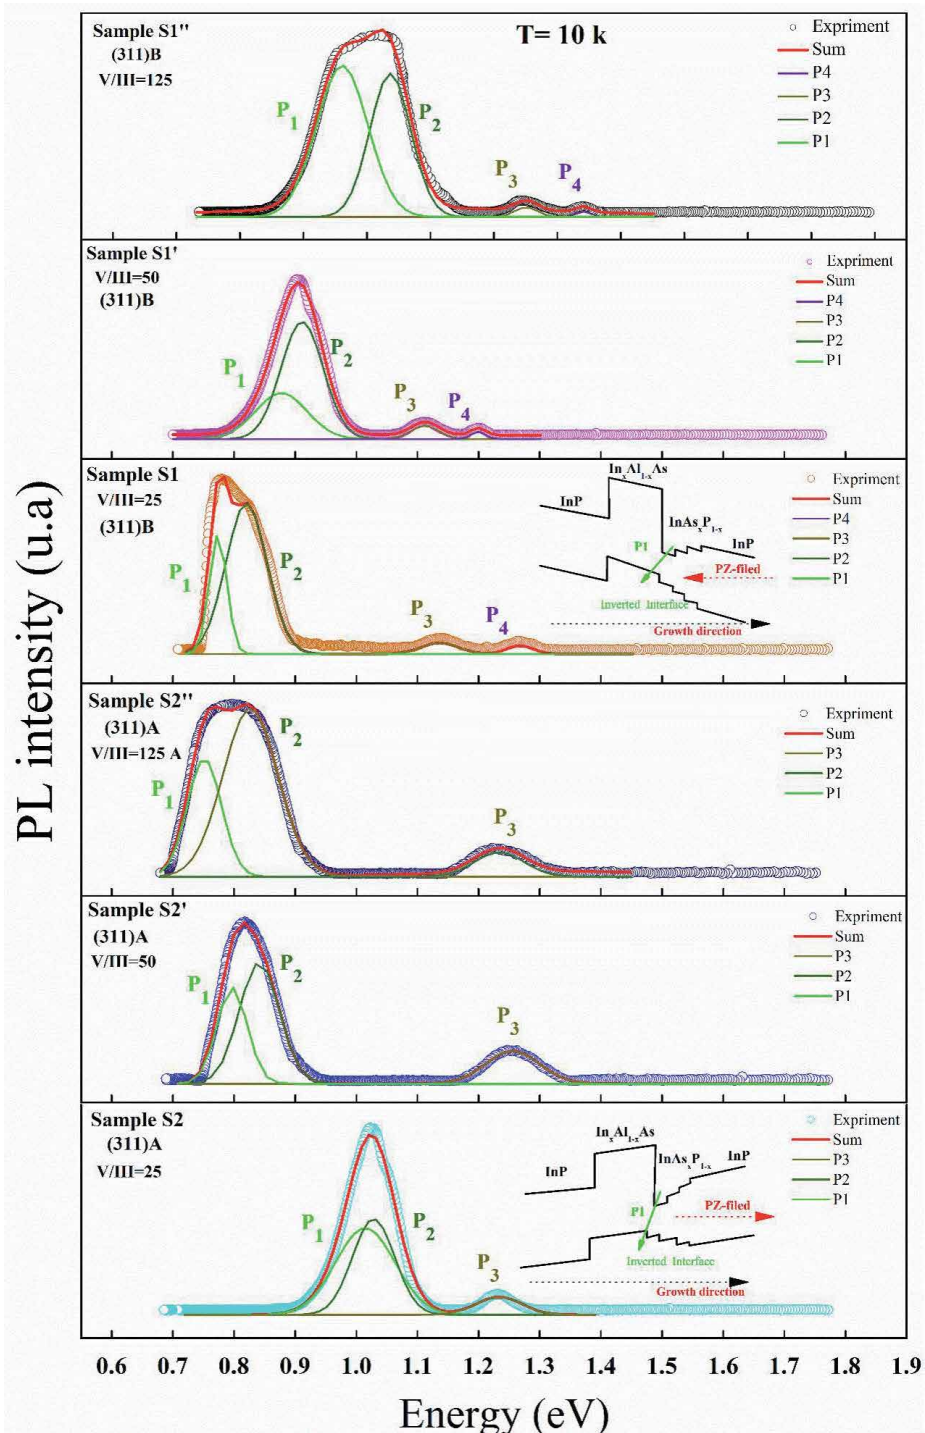 PL intensity (u.a)
Sample S1"
(311)B
V/III=125
T= 10 k
Expriment
Sum
P4
P3
P2
P1
P1
P2
P3
P4
Sample S1'
V/III=50
(311)B
Expriment
Sum
P4
P3
P2
P1
P1
P2
P3
P4
Sample S1
V/III=25
(311)B
Expriment
Sum
P4
P3
P2
P1
P1
P2
P3
P4
InxAl1-xAs
InP
InAsxP1-x
InP
P1
PZ-filed
Inverted Interface
Growth direction
Sample S2"
(311)A
V/III=125 A
Expriment
Sum
P3
P2
P1
P1
P2
P3
Sample S2'
(311)A
V/III=50
Expriment
Sum
P3
P2
P1
P1
P2
P3
Sample S2
(311)A
V/III=25
Expriment
Sum
P3
P2
P1
P1
P2
P3
InxAl1-xAs
InP
InAsxP1-x
InP
P1
PZ-filed
Inverted Interface
Growth direction
0.6 0.7 0.8 0.9 1.0 1.1 1.2 1.3 1.4 1.5 1.6 1.7 1.8 1.9
Energy (eV)